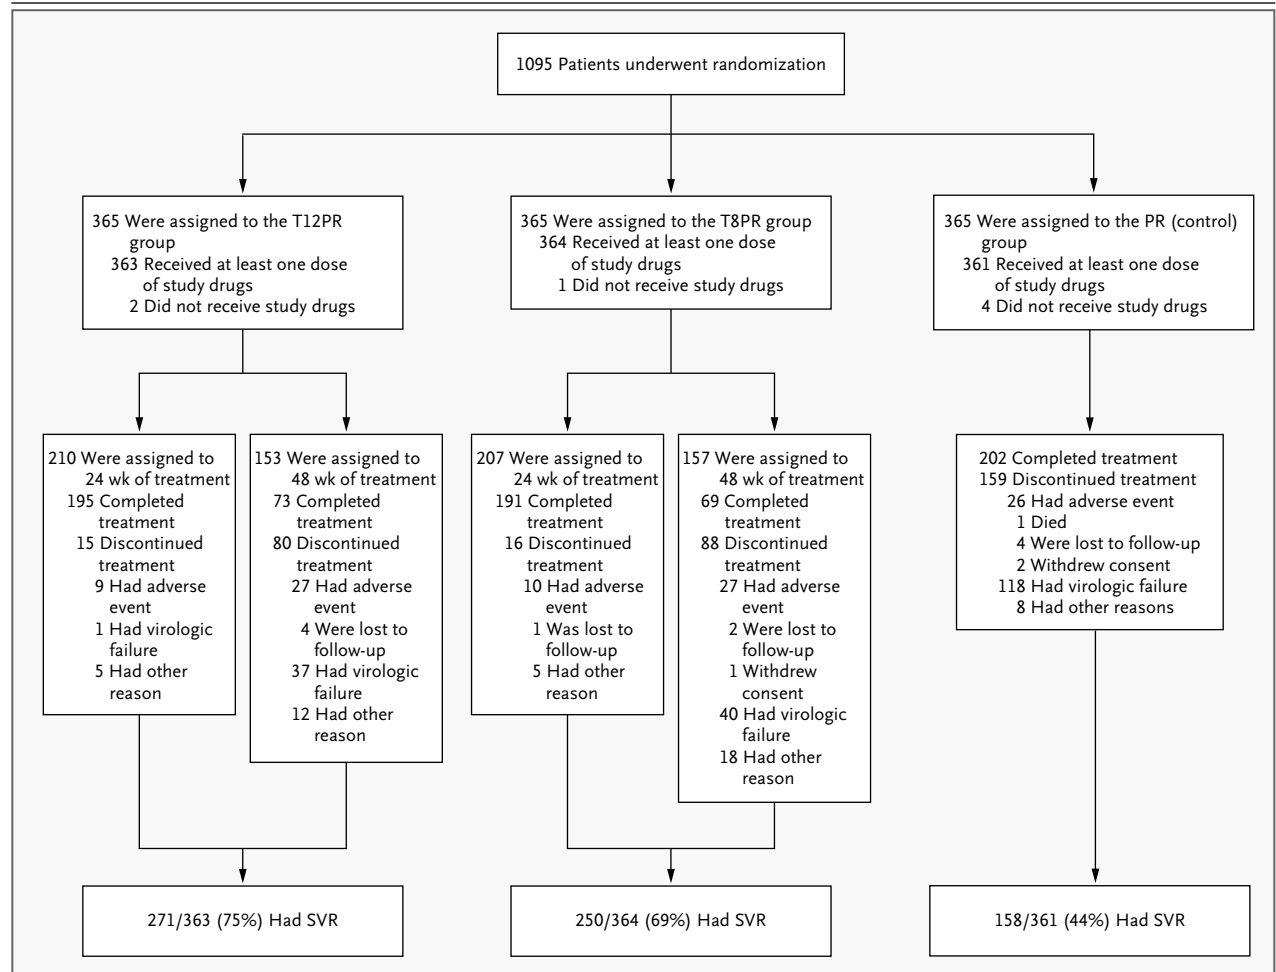 1095 Patients underwent randomization
365 Were assigned to the T12PR
group
363 Received at least one dose
of study drugs
2 Did not receive study drugs
365 Were assigned to the T8PR group
364 Received at least one dose
of study drugs
1 Did not receive study drugs
365 Were assigned to the PR (control)
group
361 Received at least one dose
of study drugs
4 Did not receive study drugs
210 Were assigned to
24 wk of treatment
195 Completed
treatment
15 Discontinued
treatment
9 Had adverse
event
1 Had virologic
failure
5 Had other
reason
153 Were assigned to
48 wk of treatment
73 Completed
treatment
80 Discontinued
treatment
27 Had adverse
event
4 Were lost to
follow-up
37 Had virologic
failure
12 Had other
reason
207 Were assigned to
24 wk of treatment
191 Completed
treatment
16 Discontinued
treatment
10 Had adverse
event
1 Was lost to
follow-up
5 Had other
reason
157 Were assigned to
48 wk of treatment
69 Completed
treatment
88 Discontinued
treatment
27 Had adverse
event
2 Were lost to
follow-up
1 Withdrew
consent
40 Had virologic
failure
18 Had other
reason
202 Completed treatment
159 Discontinued treatment
26 Had adverse event
1 Died
4 Were lost to follow-up
2 Withdrew consent
118 Had virologic failure
8 Had other reasons
271/363 (75%) Had SVR
250/364 (69%) Had SVR
158/361 (44%) Had SVR